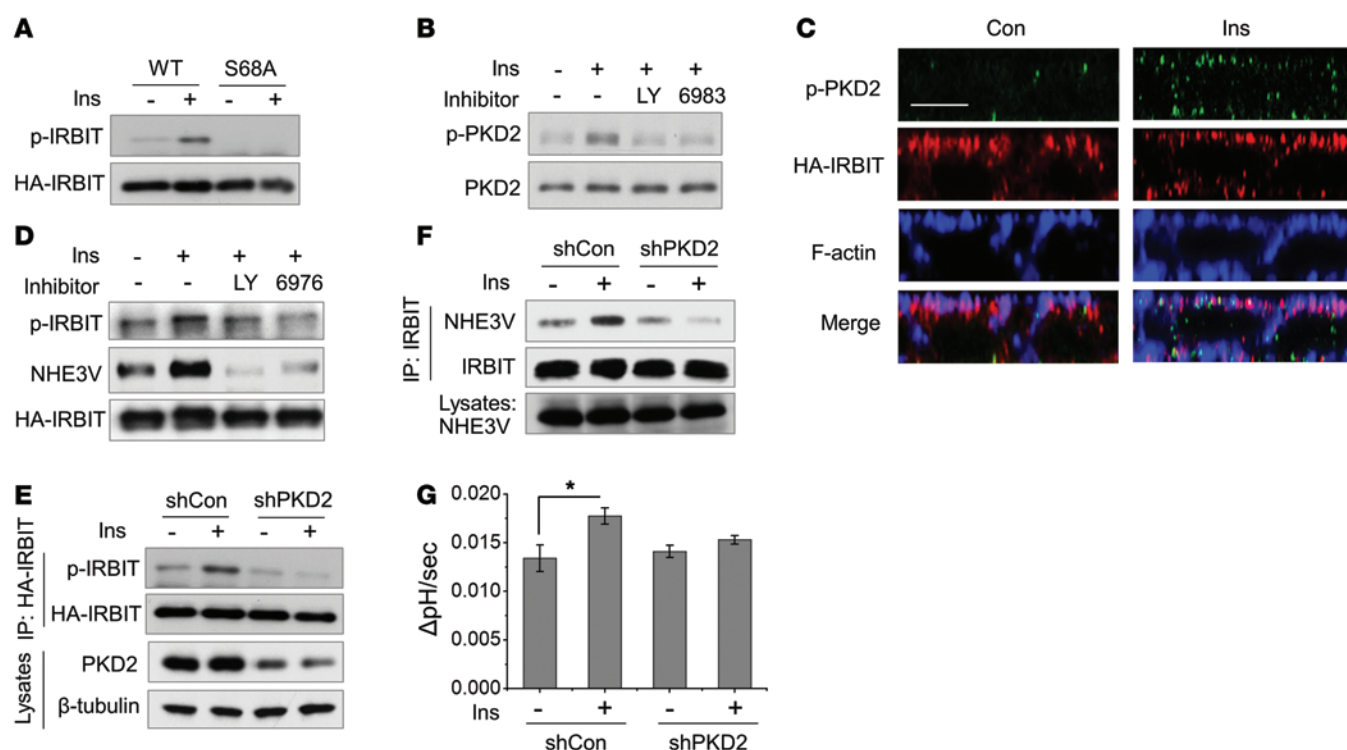 A
WT S68A
Ins - + - +
p-IRBIT
HA-IRBIT
B
Ins - + + +
Inhibitor - - LY 6983
p-PKD2
PKD2
C
Con Ins
p-PKD2
HA-IRBIT
F-actin
Merge
D
Ins - + + +
Inhibitor - - LY 6976
p-IRBIT
NHE3V
HA-IRBIT
F
shCon shPKD2
Ins - + - +
IP: IRBIT
NHE3V
IRBIT
Lysates:
NHE3V
E
shCon shPKD2
Ins - + - +
IP: HA-IRBIT
p-IRBIT
HA-IRBIT
Lysates
PKD2
β-tubulin
G
ΔpH/sec
0.020
0.015
0.010
0.005
0.000
*
Ins - + - +
shCon shPKD2